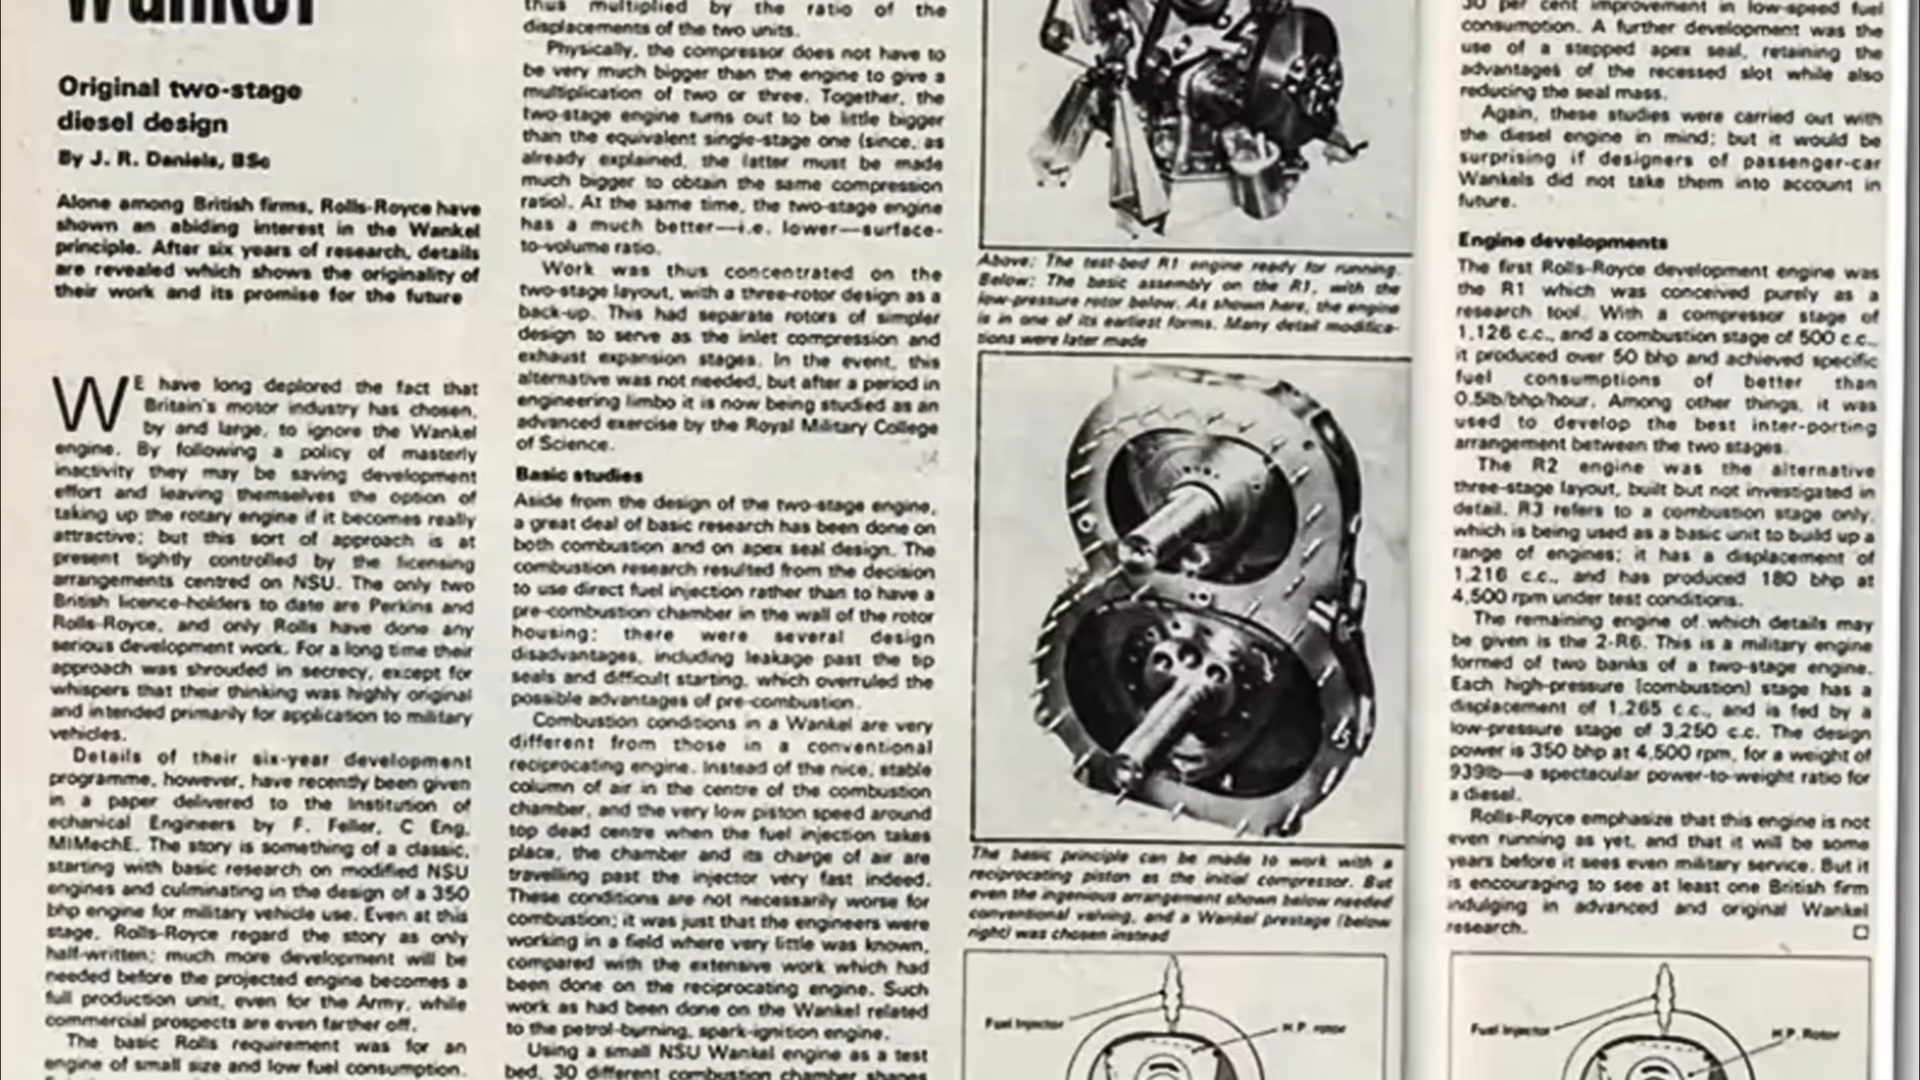 Wankel
Original two-stage
diesel design
By J. R. Daniels, BSc
Alone among British firms, Rolls-Royce have
shown an abiding interest in the Wankel
principle. After six years of research, details
are revealed which shows the originality of
their work and its promise for the future
WE have long deplored the fact that
Britain's motor industry has chosen,
by and large, to ignore the Wankel
engine. By following a policy of masterly
inactivity they may be saving development
effort and leaving themselves the option of
taking up the rotary engine if it becomes really
attractive; but this sort of approach is at
present tightly controlled by the licensing
arrangements centred on NSU. The only two
British licence-holders to date are Perkins and
Rolls-Royce, and only Rolls have done any
serious development work. For a long time their
approach was shrouded in secrecy, except for
whispers that their thinking was highly original
and intended primarily for application to military
vehicles.
Details of their six-year development
programme, however, have recently been given
in a paper delivered to the Institution of
echanical Engineers by F. Feller, C Eng,
MIMechE. The story is something of a classic,
starting with basic research on modified NSU
engines and culminating in the design of a 350
bhp engine for military vehicle use. Even at this
stage, Rolls-Royce regard the story as only
half-written; much more development will be
needed before the projected engine becomes a
full production unit, even for the Army, while
commercial prospects are even farther off.
The basic Rolls requirement was for an
engine of small size and low fuel consumption.
thus multiplied by the ratio of the
displacements of the two units.
Physically, the compressor does not have to
be very much bigger than the engine to give a
multiplication of two or three. Together, the
two-stage engine turns out to be little bigger
than the equivalent single-stage one (since, as
already explained, the latter must be made
much bigger to obtain the same compression
ratio). At the same time, the two-stage engine
has a much better—i.e. lower—surface-
to-volume ratio.
Work was thus concentrated on the
two-stage layout, with a three-rotor design as a
back-up. This had separate rotors of simpler
design to serve as the inlet compression and
exhaust expansion stages. In the event, this
alternative was not needed, but after a period in
engineering limbo it is now being studied as an
advanced exercise by the Royal Military College
of Science.
Basic studies
Aside from the design of the two-stage engine,
a great deal of basic research has been done on
both combustion and on apex seal design. The
combustion research resulted from the decision
to use direct fuel injection rather than to have a
pre-combustion chamber in the wall of the rotor
housing; there were several design
disadvantages, including leakage past the tip
seals and difficult starting, which overruled the
possible advantages of pre-combustion.
Combustion conditions in a Wankel are very
different from those in a conventional
reciprocating engine. Instead of the nice, stable
column of air in the centre of the combustion
chamber, and the very low piston speed around
top dead centre when the fuel injection takes
place, the chamber and its charge of air are
travelling past the injector very fast indeed.
These conditions are not necessarily worse for
combustion; it was just that the engineers were
working in a field where very little was known,
compared with the extensive work which had
been done on the reciprocating engine. Such
work as had been done on the Wankel related
to the petrol-burning, spark-ignition engine.
Using a small NSU Wankel engine as a test
bed, 30 different combustion chamber shapes
Above: The test-bed R1 engine ready for running.
Below: The basic assembly on the R1, with the
low-pressure rotor below. As shown here, the engine
is in one of its earliest forms. Many detail modifica-
tions were later made
The basic principle can be made to work with a
reciprocating piston as the initial compressor. But
even the ingenious arrangement shown below needed
conventional valving, and a Wankel prestage (below
right) was chosen instead
Fuel Injector
H.P. rotor
30 per cent improvement in low-speed fuel
consumption. A further development was the
use of a stepped apex seal, retaining the
advantages of the recessed slot while also
reducing the seal mass.
Again, these studies were carried out with
the diesel engine in mind; but it would be
surprising if designers of passenger-car
Wankels did not take them into account in
future.
Engine developments
The first Rolls-Royce development engine was
the R1 which was conceived purely as a
research tool. With a compressor stage of
1,126 c.c., and a combustion stage of 500 c.c.,
it produced over 50 bhp and achieved specific
fuel consumptions of better than
0.5lb/bhp/hour. Among other things, it was
used to develop the best inter-porting
arrangement between the two stages.
The R2 engine was the alternative
three-stage layout, built but not investigated in
detail. R3 refers to a combustion stage only,
which is being used as a basic unit to build up a
range of engines; it has a displacement of
1,216 c.c., and has produced 180 bhp at
4,500 rpm under test conditions.
The remaining engine of which details may
be given is the 2-R6. This is a military engine
formed of two banks of a two-stage engine.
Each high-pressure (combustion) stage has a
displacement of 1,265 c.c., and is fed by a
low-pressure stage of 3,250 c.c. The design
power is 350 bhp at 4,500 rpm, for a weight of
939lb—a spectacular power-to-weight ratio for
a diesel.
Rolls-Royce emphasize that this engine is not
even running as yet, and that it will be some
years before it sees even military service. But it
is encouraging to see at least one British firm
indulging in advanced and original Wankel
research.
Fuel Injector
H.P. Rotor